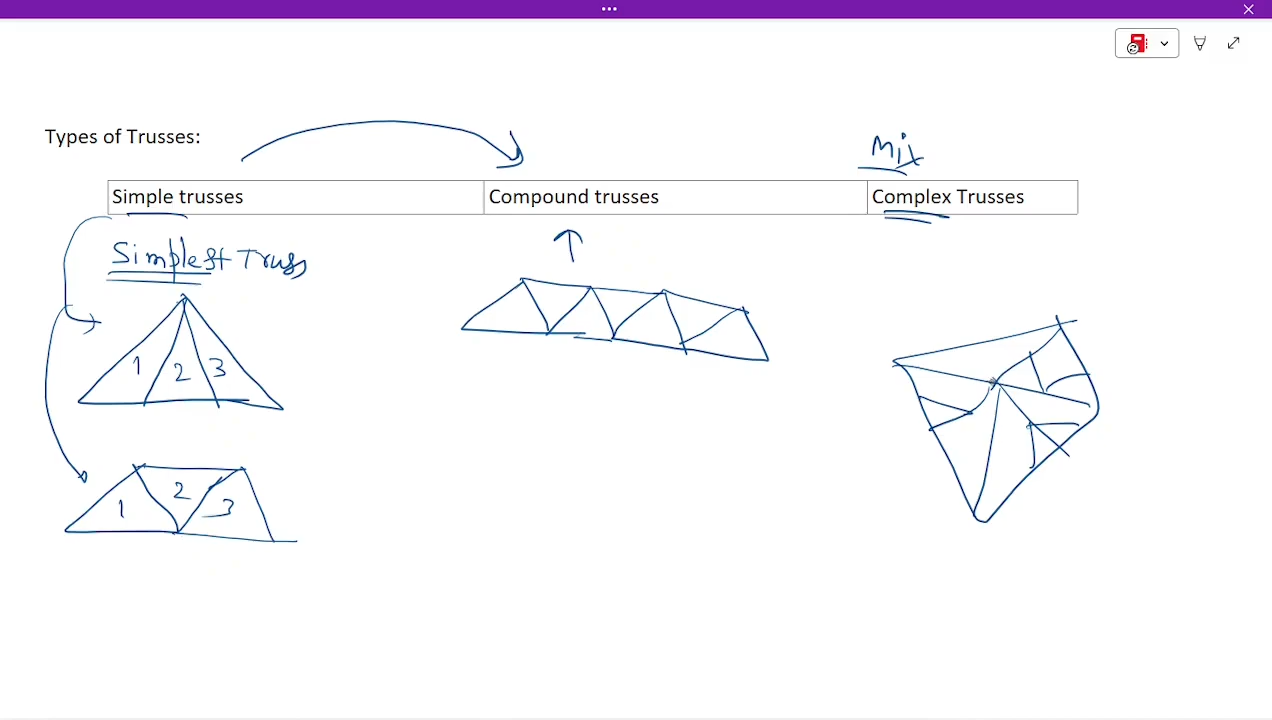 Types of Trusses:
Mix
Simple trusses
Compound trusses
Complex Trusses
Simplest Truss
1
2
3
1
2
3